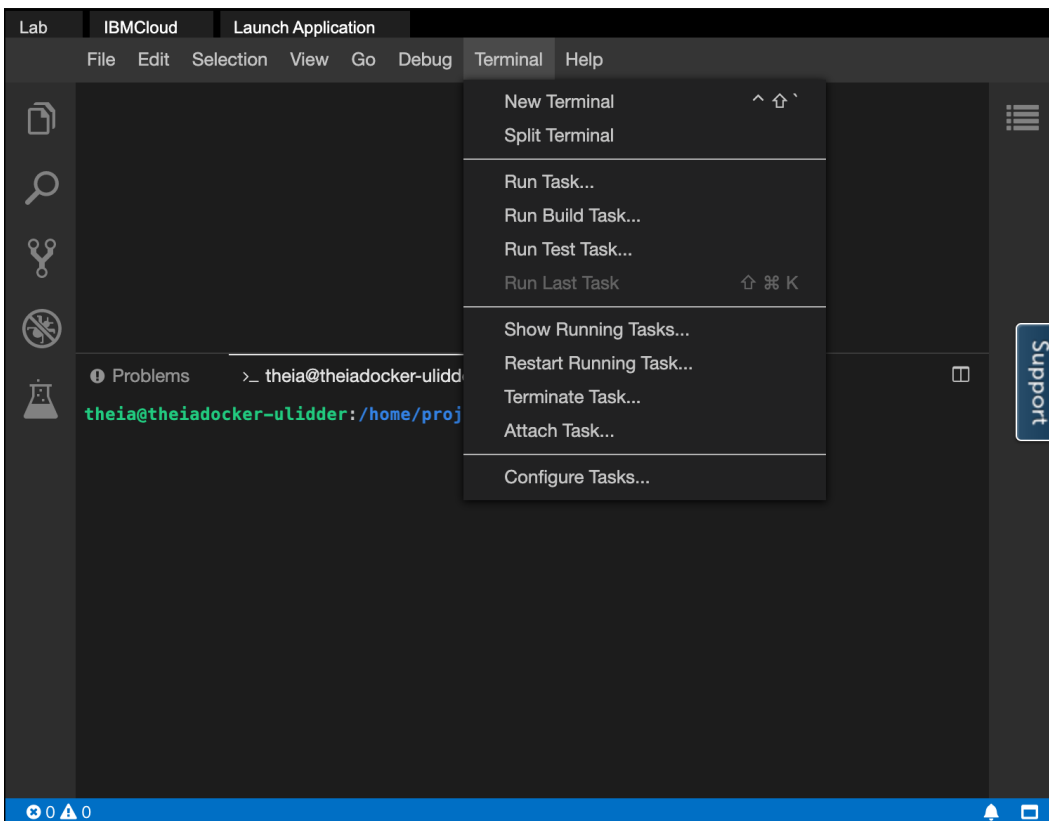 Lab IBMCloud Launch Application
File Edit Selection View Go Debug Terminal Help
New Terminal ^ ⇧ `
Split Terminal
Run Task...
Run Build Task...
Run Test Task...
Run Last Task ⇧ ⌘ K
Show Running Tasks...
Restart Running Task...
Terminate Task...
Attach Task...
Configure Tasks...
Problems >_ theia@theiadocker-ulidd
theia@theiadocker-ulidder:/home/proj
Support
0 0